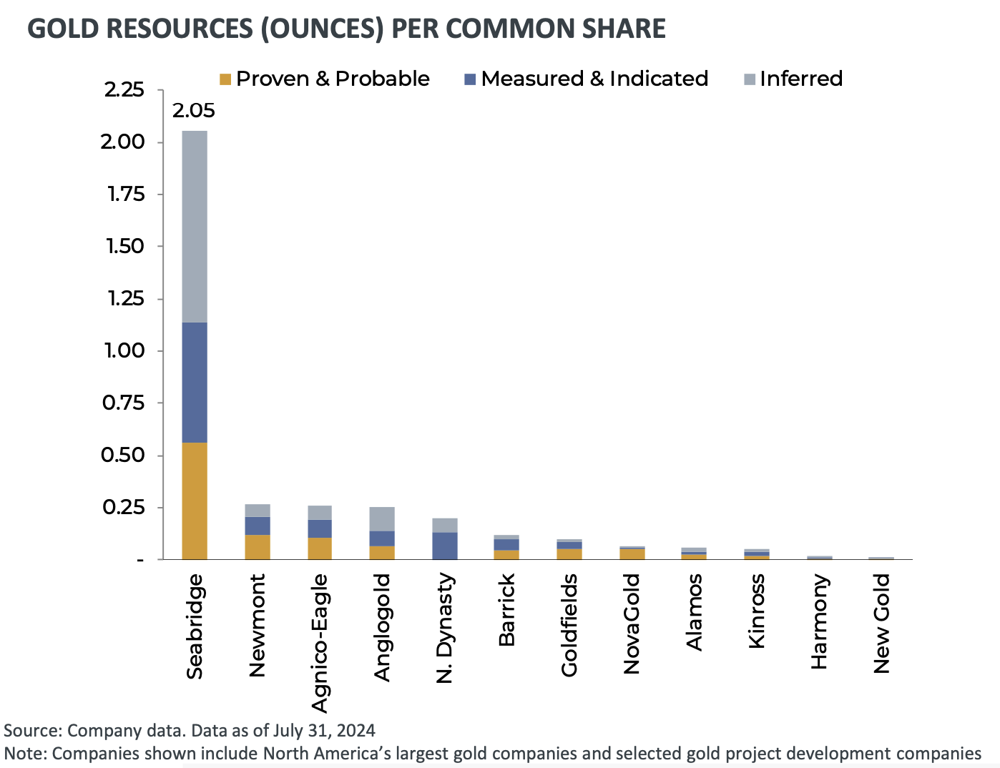 GOLD RESOURCES (OUNCES) PER COMMON SHARE
Proven & Probable Measured & Indicated Inferred
2.25
2.05
2.00
1.75
1.50
1.25
1.00
0.75
0.50
0.25
-
Seabridge
Newmont
Agnico-Eagle
Anglogold
N. Dynasty
Barrick
Goldfields
NovaGold
Alamos
Kinross
Harmony
New Gold
Source: Company data. Data as of July 31, 2024
Note: Companies shown include North America’s largest gold companies and selected gold project development companies